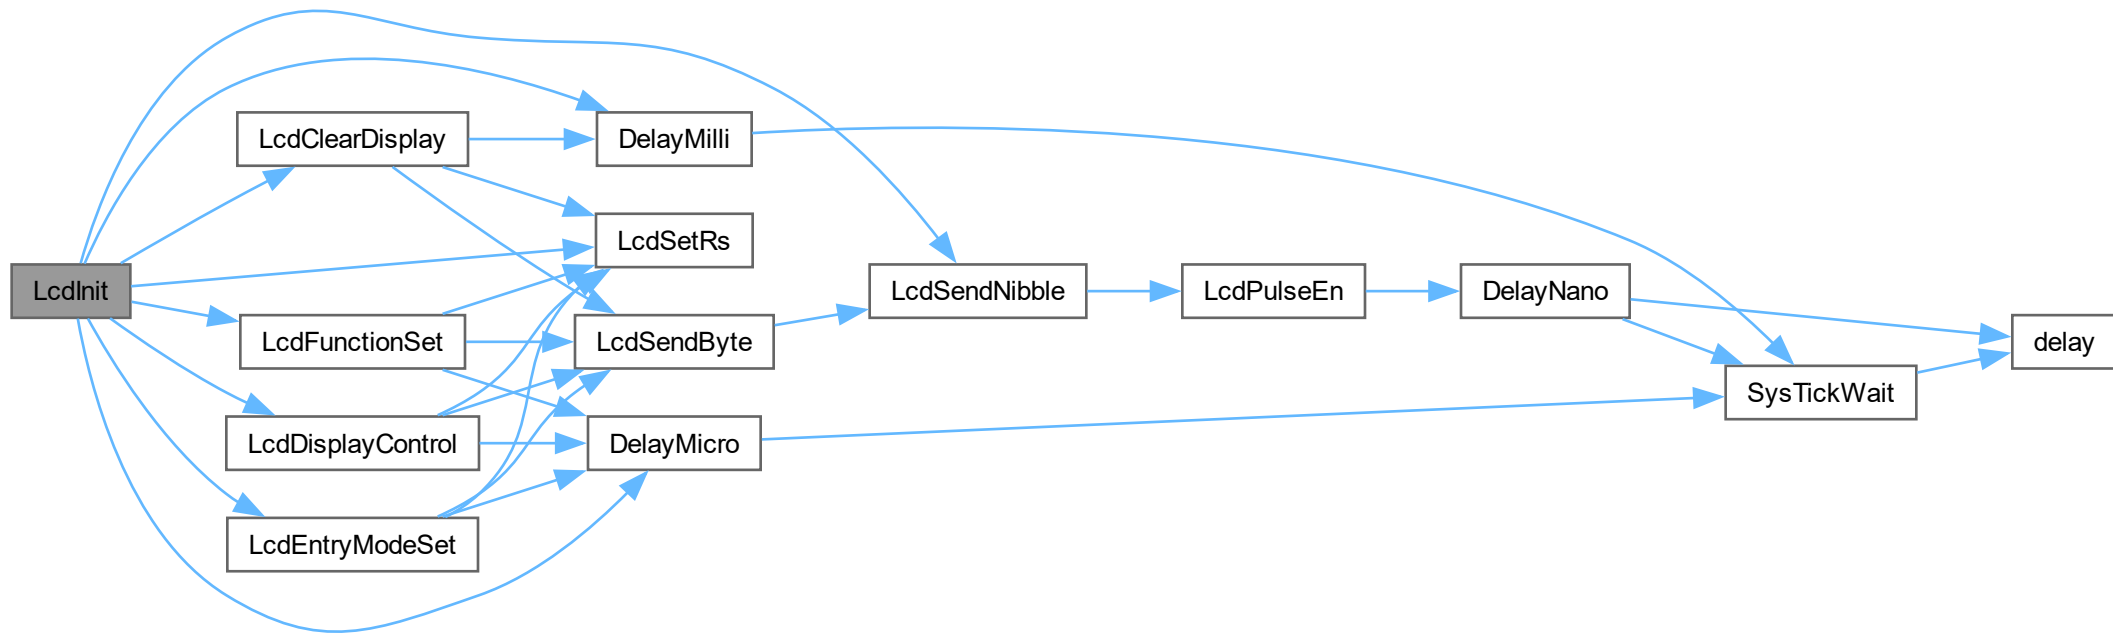 LcdInit
LcdClearDisplay
LcdFunctionSet
LcdDisplayControl
LcdEntryModeSet
DelayMilli
LcdSetRs
LcdSendByte
DelayMicro
LcdSendNibble
LcdPulseEn
DelayNano
SysTickWait
delay